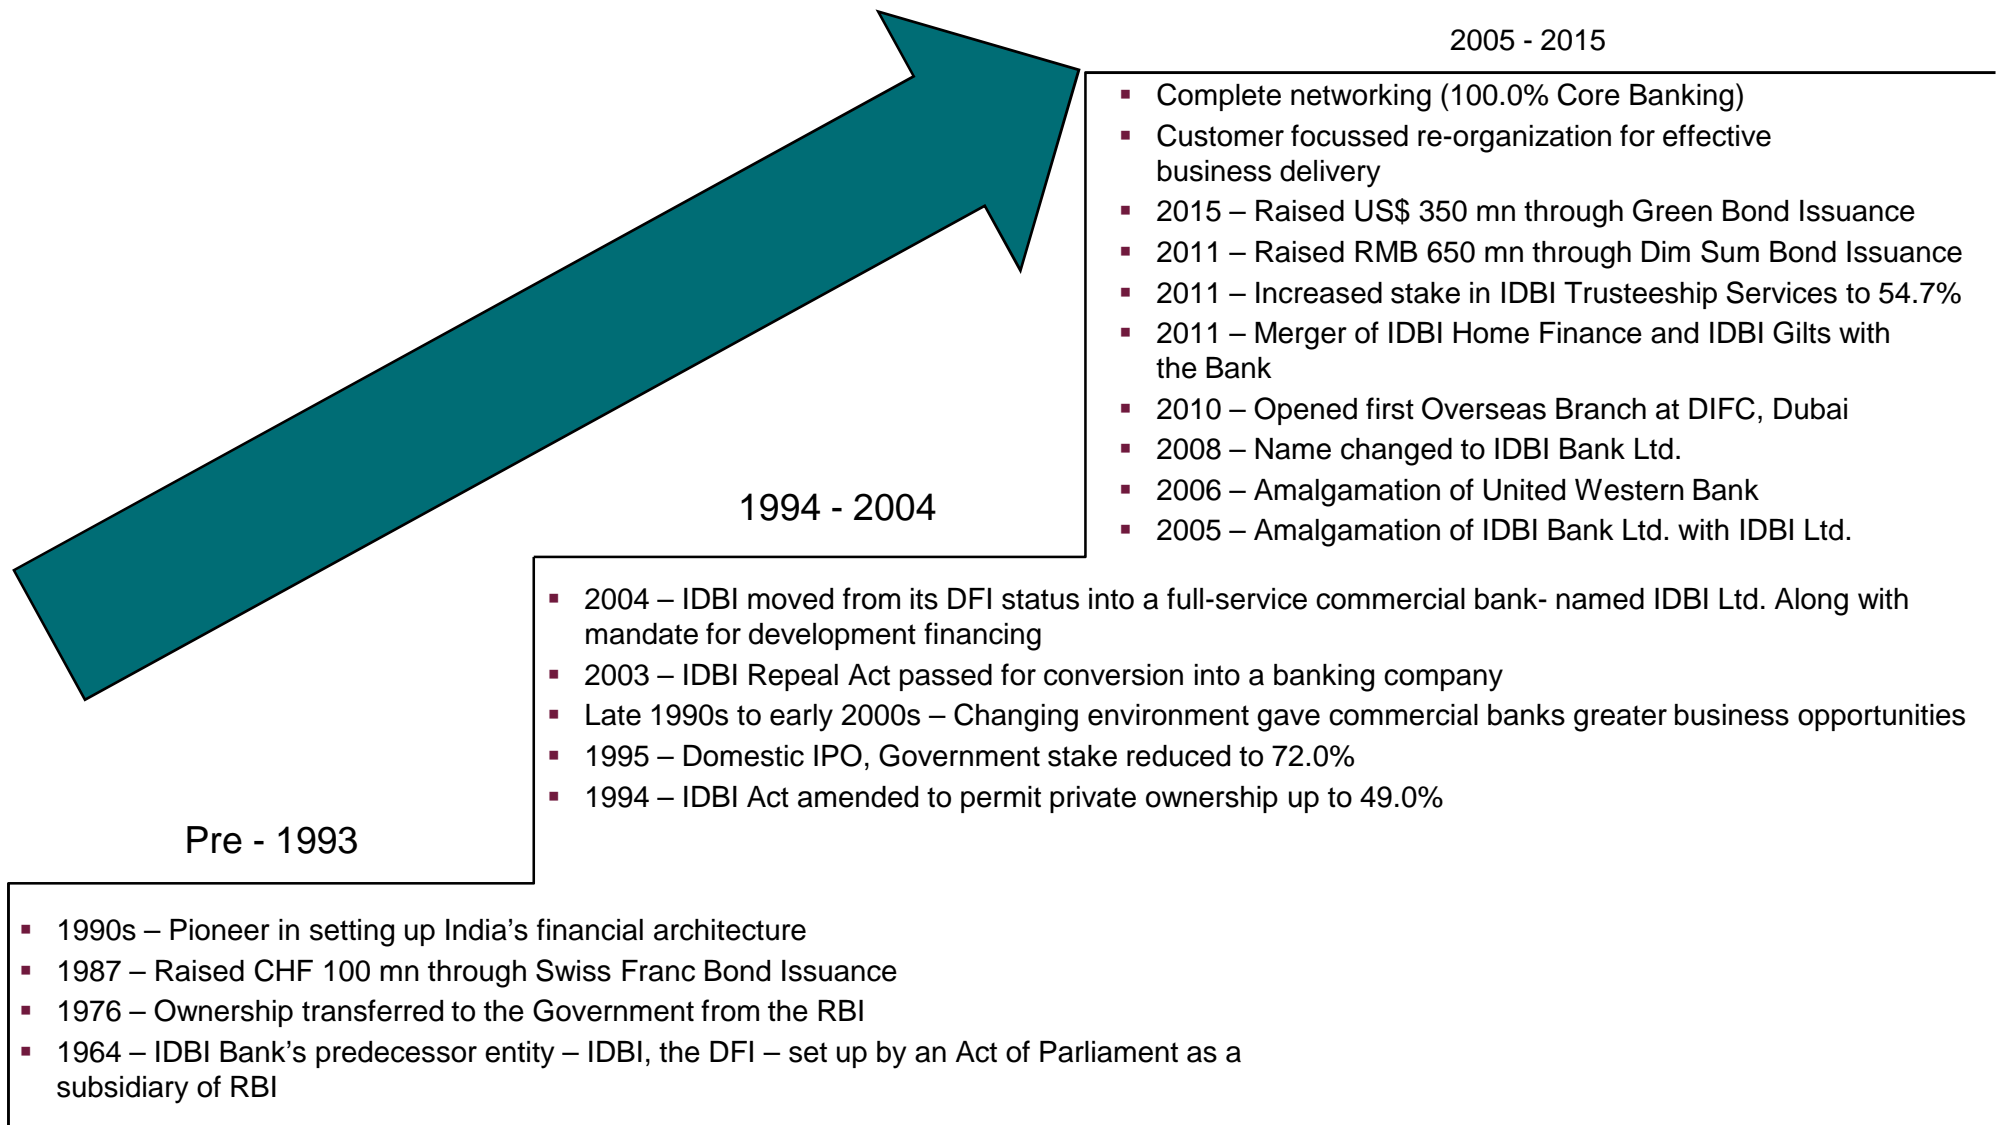 2005 - 2015
▪ Complete networking (100.0% Core Banking)
▪ Customer focussed re-organization for effective
business delivery
▪ 2015 – Raised US$ 350 mn through Green Bond Issuance
▪ 2011 – Raised RMB 650 mn through Dim Sum Bond Issuance
▪ 2011 – Increased stake in IDBI Trusteeship Services to 54.7%
▪ 2011 – Merger of IDBI Home Finance and IDBI Gilts with
the Bank
▪ 2010 – Opened first Overseas Branch at DIFC, Dubai
▪ 2008 – Name changed to IDBI Bank Ltd.
▪ 2006 – Amalgamation of United Western Bank
▪ 2005 – Amalgamation of IDBI Bank Ltd. with IDBI Ltd.
1994 - 2004
▪ 2004 – IDBI moved from its DFI status into a full-service commercial bank- named IDBI Ltd. Along with
mandate for development financing
▪ 2003 – IDBI Repeal Act passed for conversion into a banking company
▪ Late 1990s to early 2000s – Changing environment gave commercial banks greater business opportunities
▪ 1995 – Domestic IPO, Government stake reduced to 72.0%
▪ 1994 – IDBI Act amended to permit private ownership up to 49.0%
Pre - 1993
▪ 1990s – Pioneer in setting up India’s financial architecture
▪ 1987 – Raised CHF 100 mn through Swiss Franc Bond Issuance
▪ 1976 – Ownership transferred to the Government from the RBI
▪ 1964 – IDBI Bank’s predecessor entity – IDBI, the DFI – set up by an Act of Parliament as a
subsidiary of RBI